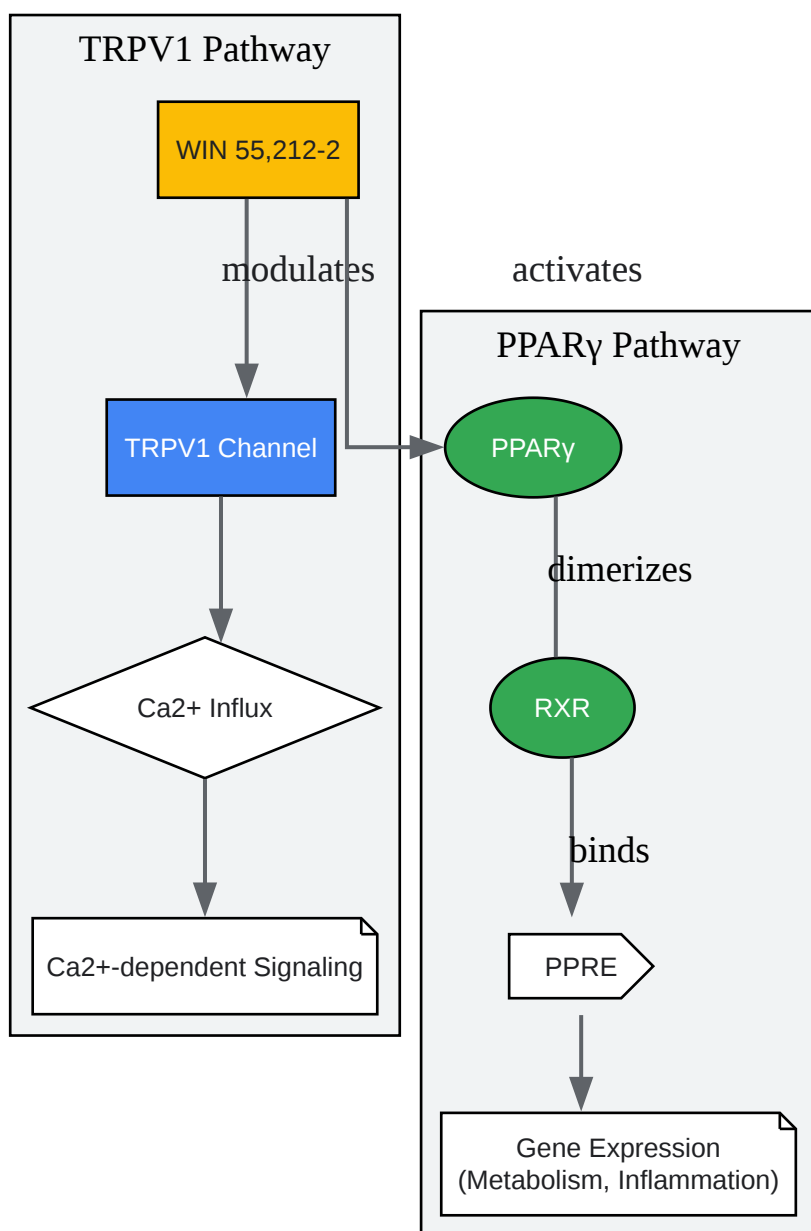 TRPV1 Pathway
WIN 55,212-2
modulates
activates
PPARγ Pathway
TRPV1 Channel
PPARγ
dimerizes
Ca2+ Influx
RXR
binds
Ca2+-dependent Signaling
PPRE
Gene Expression
(Metabolism, Inflammation)